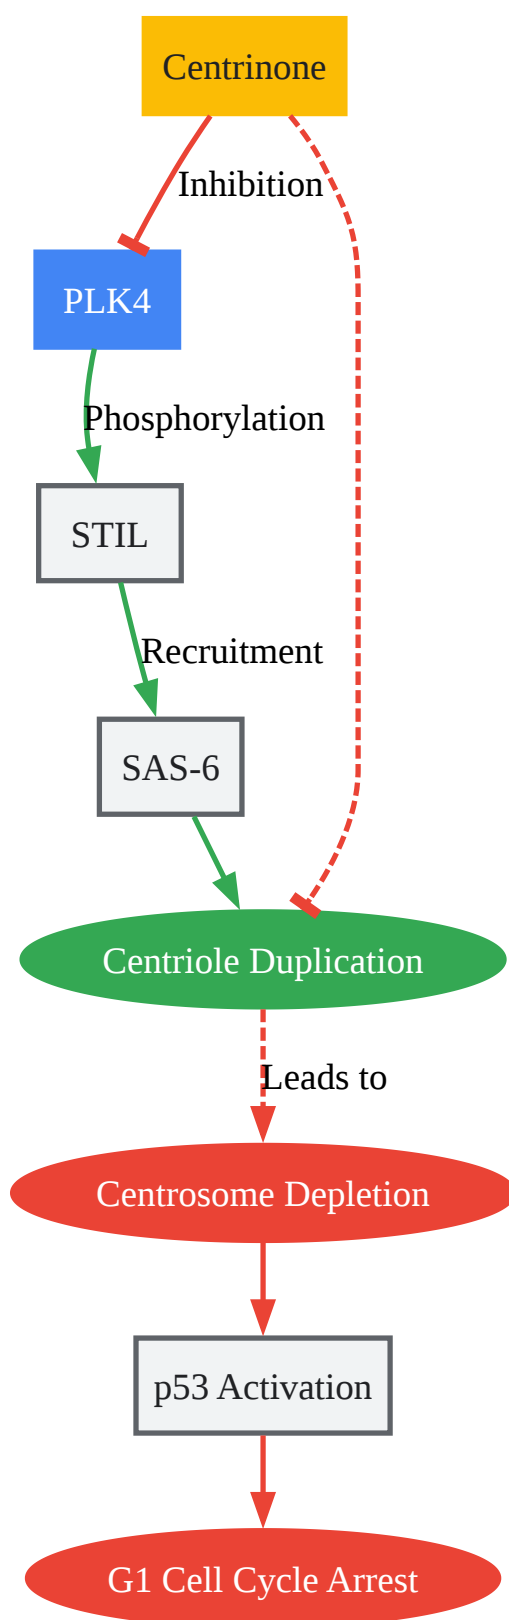 Centrinone
Inhibition
PLK4
Phosphorylation
STIL
Recruitment
SAS-6
Centriole Duplication
Leads to
Centrosome Depletion
p53 Activation
G1 Cell Cycle Arrest